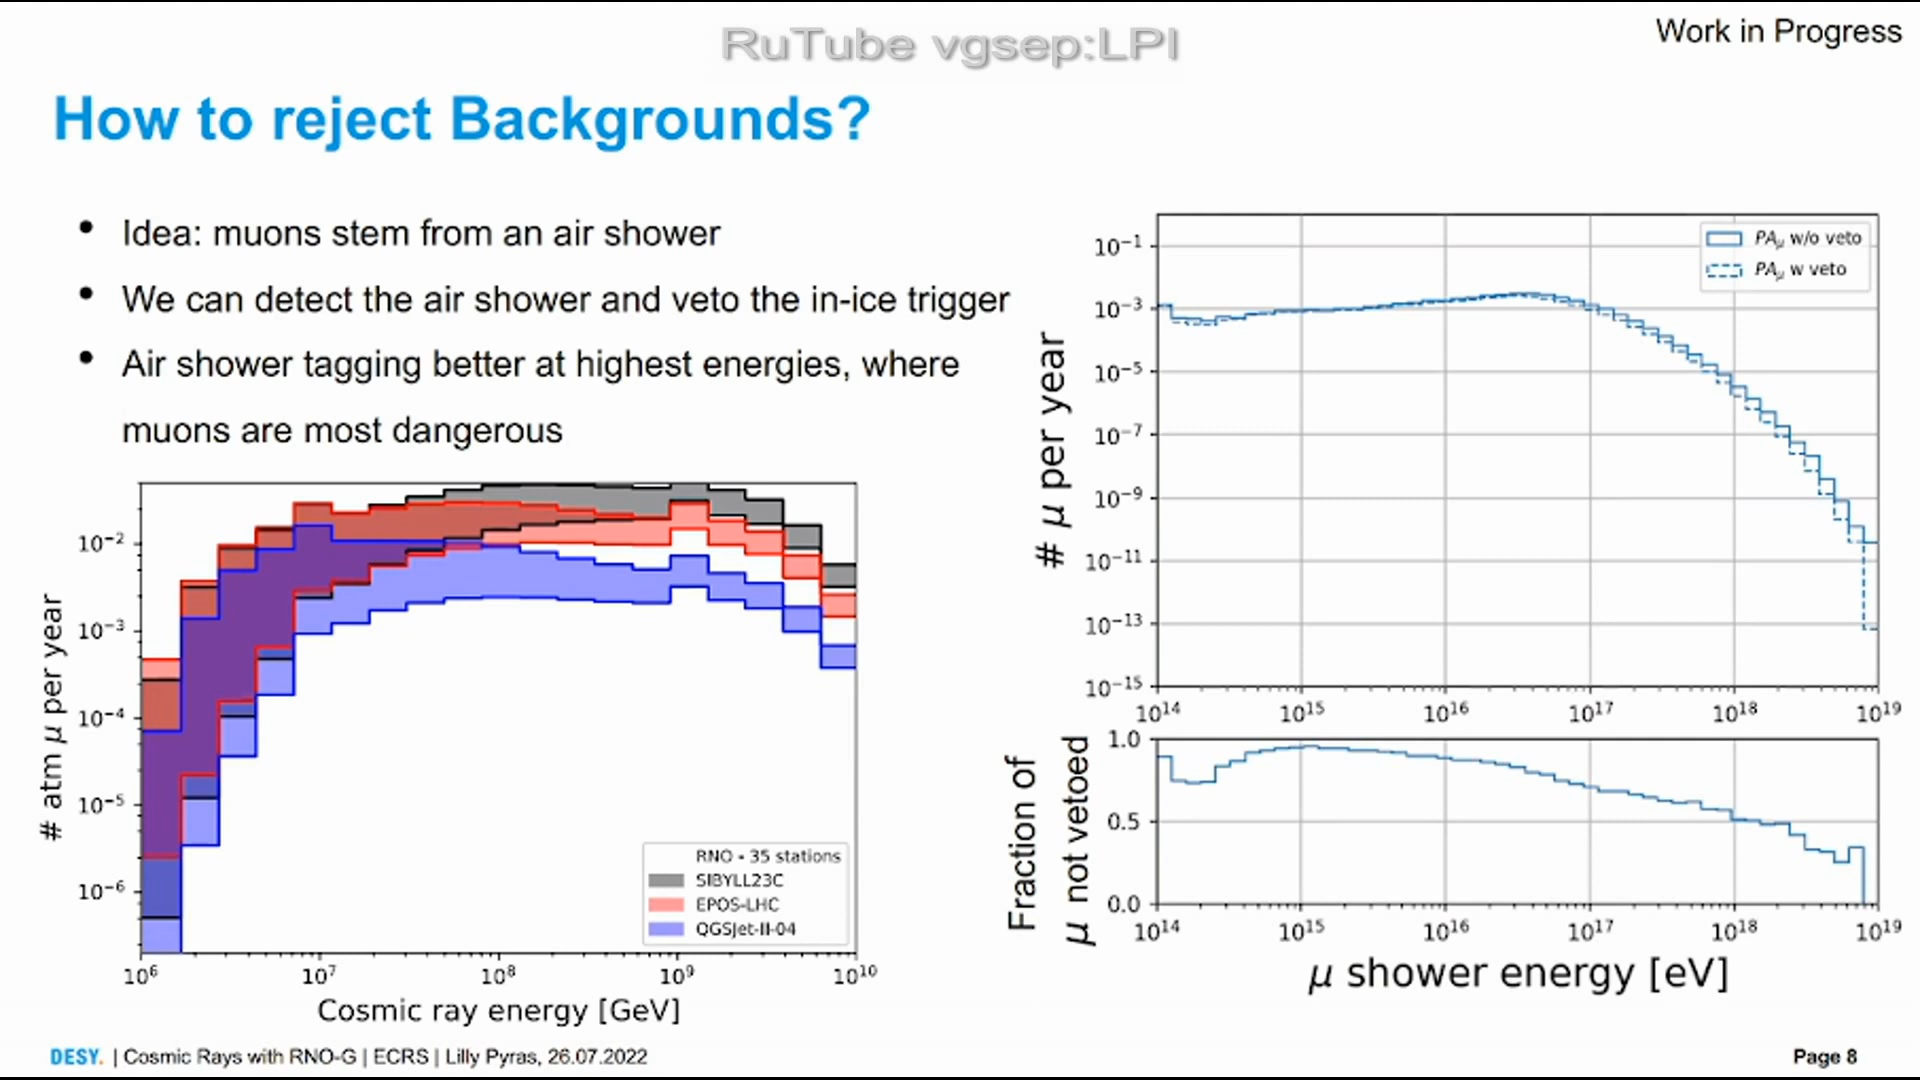 RuTube vgsep:LPI
Work in Progress
How to reject Backgrounds?
• Idea: muons stem from an air shower
• We can detect the air shower and veto the in-ice trigger
• Air shower tagging better at highest energies, where
muons are most dangerous
# atm μ per year
10⁻²
10⁻³
10⁻⁴
10⁻⁵
10⁻⁶
RNO - 35 stations
SIBYLL23C
EPOS-LHC
QGSJet-II-04
10⁶ 10⁷ 10⁸ 10⁹ 10¹⁰
Cosmic ray energy [GeV]
# μ per year
10⁻¹
10⁻³
10⁻⁵
10⁻⁷
10⁻⁹
10⁻¹¹
10⁻¹³
10⁻¹⁵
PAμ w/o veto
PAμ w veto
10¹⁴ 10¹⁵ 10¹⁶ 10¹⁷ 10¹⁸ 10¹⁹
Fraction of
μ not vetoed
1.0
0.5
0.0
10¹⁴ 10¹⁵ 10¹⁶ 10¹⁷ 10¹⁸ 10¹⁹
μ shower energy [eV]
DESY. | Cosmic Rays with RNO-G | ECRS | Lilly Pyras, 26.07.2022
Page 8